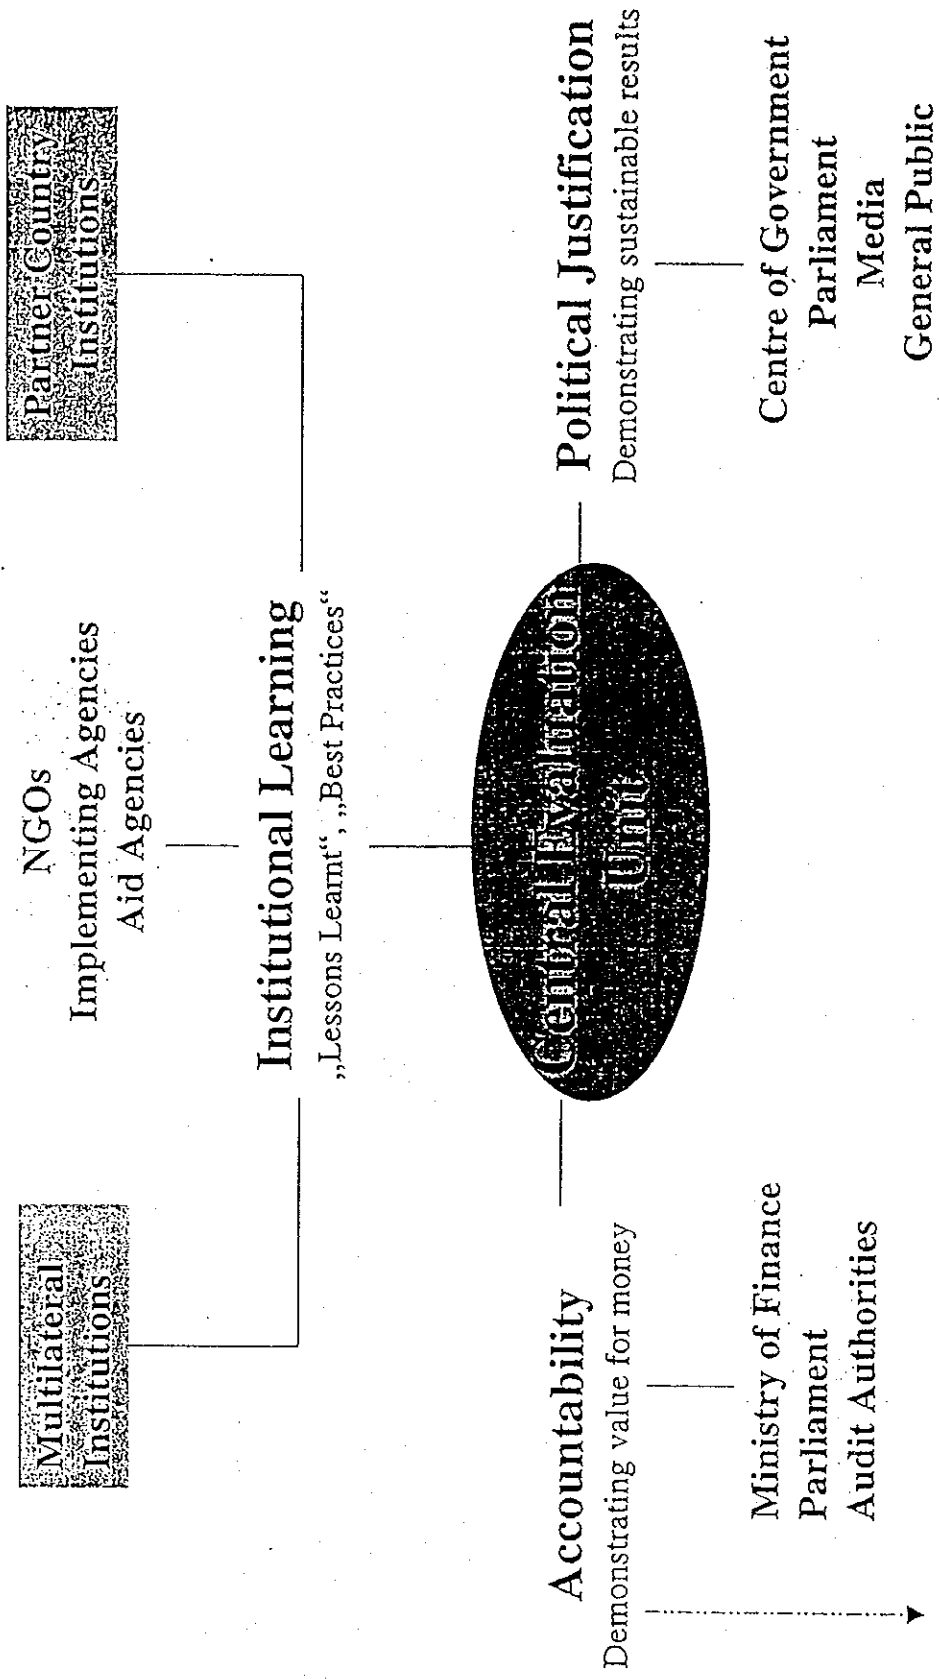 Multilateral
Institutions
NGOs
Implementing Agencies
Aid Agencies
Partner Country
Institutions
Institutional Learning
„Lessons Learnt“, „Best Practices“
Central Evaluation
Unit
Accountability
Demonstrating value for money
Ministry of Finance
Parliament
Audit Authorities
Political Justification
Demonstrating sustainable results
Centre of Government
Parliament
Media
General Public